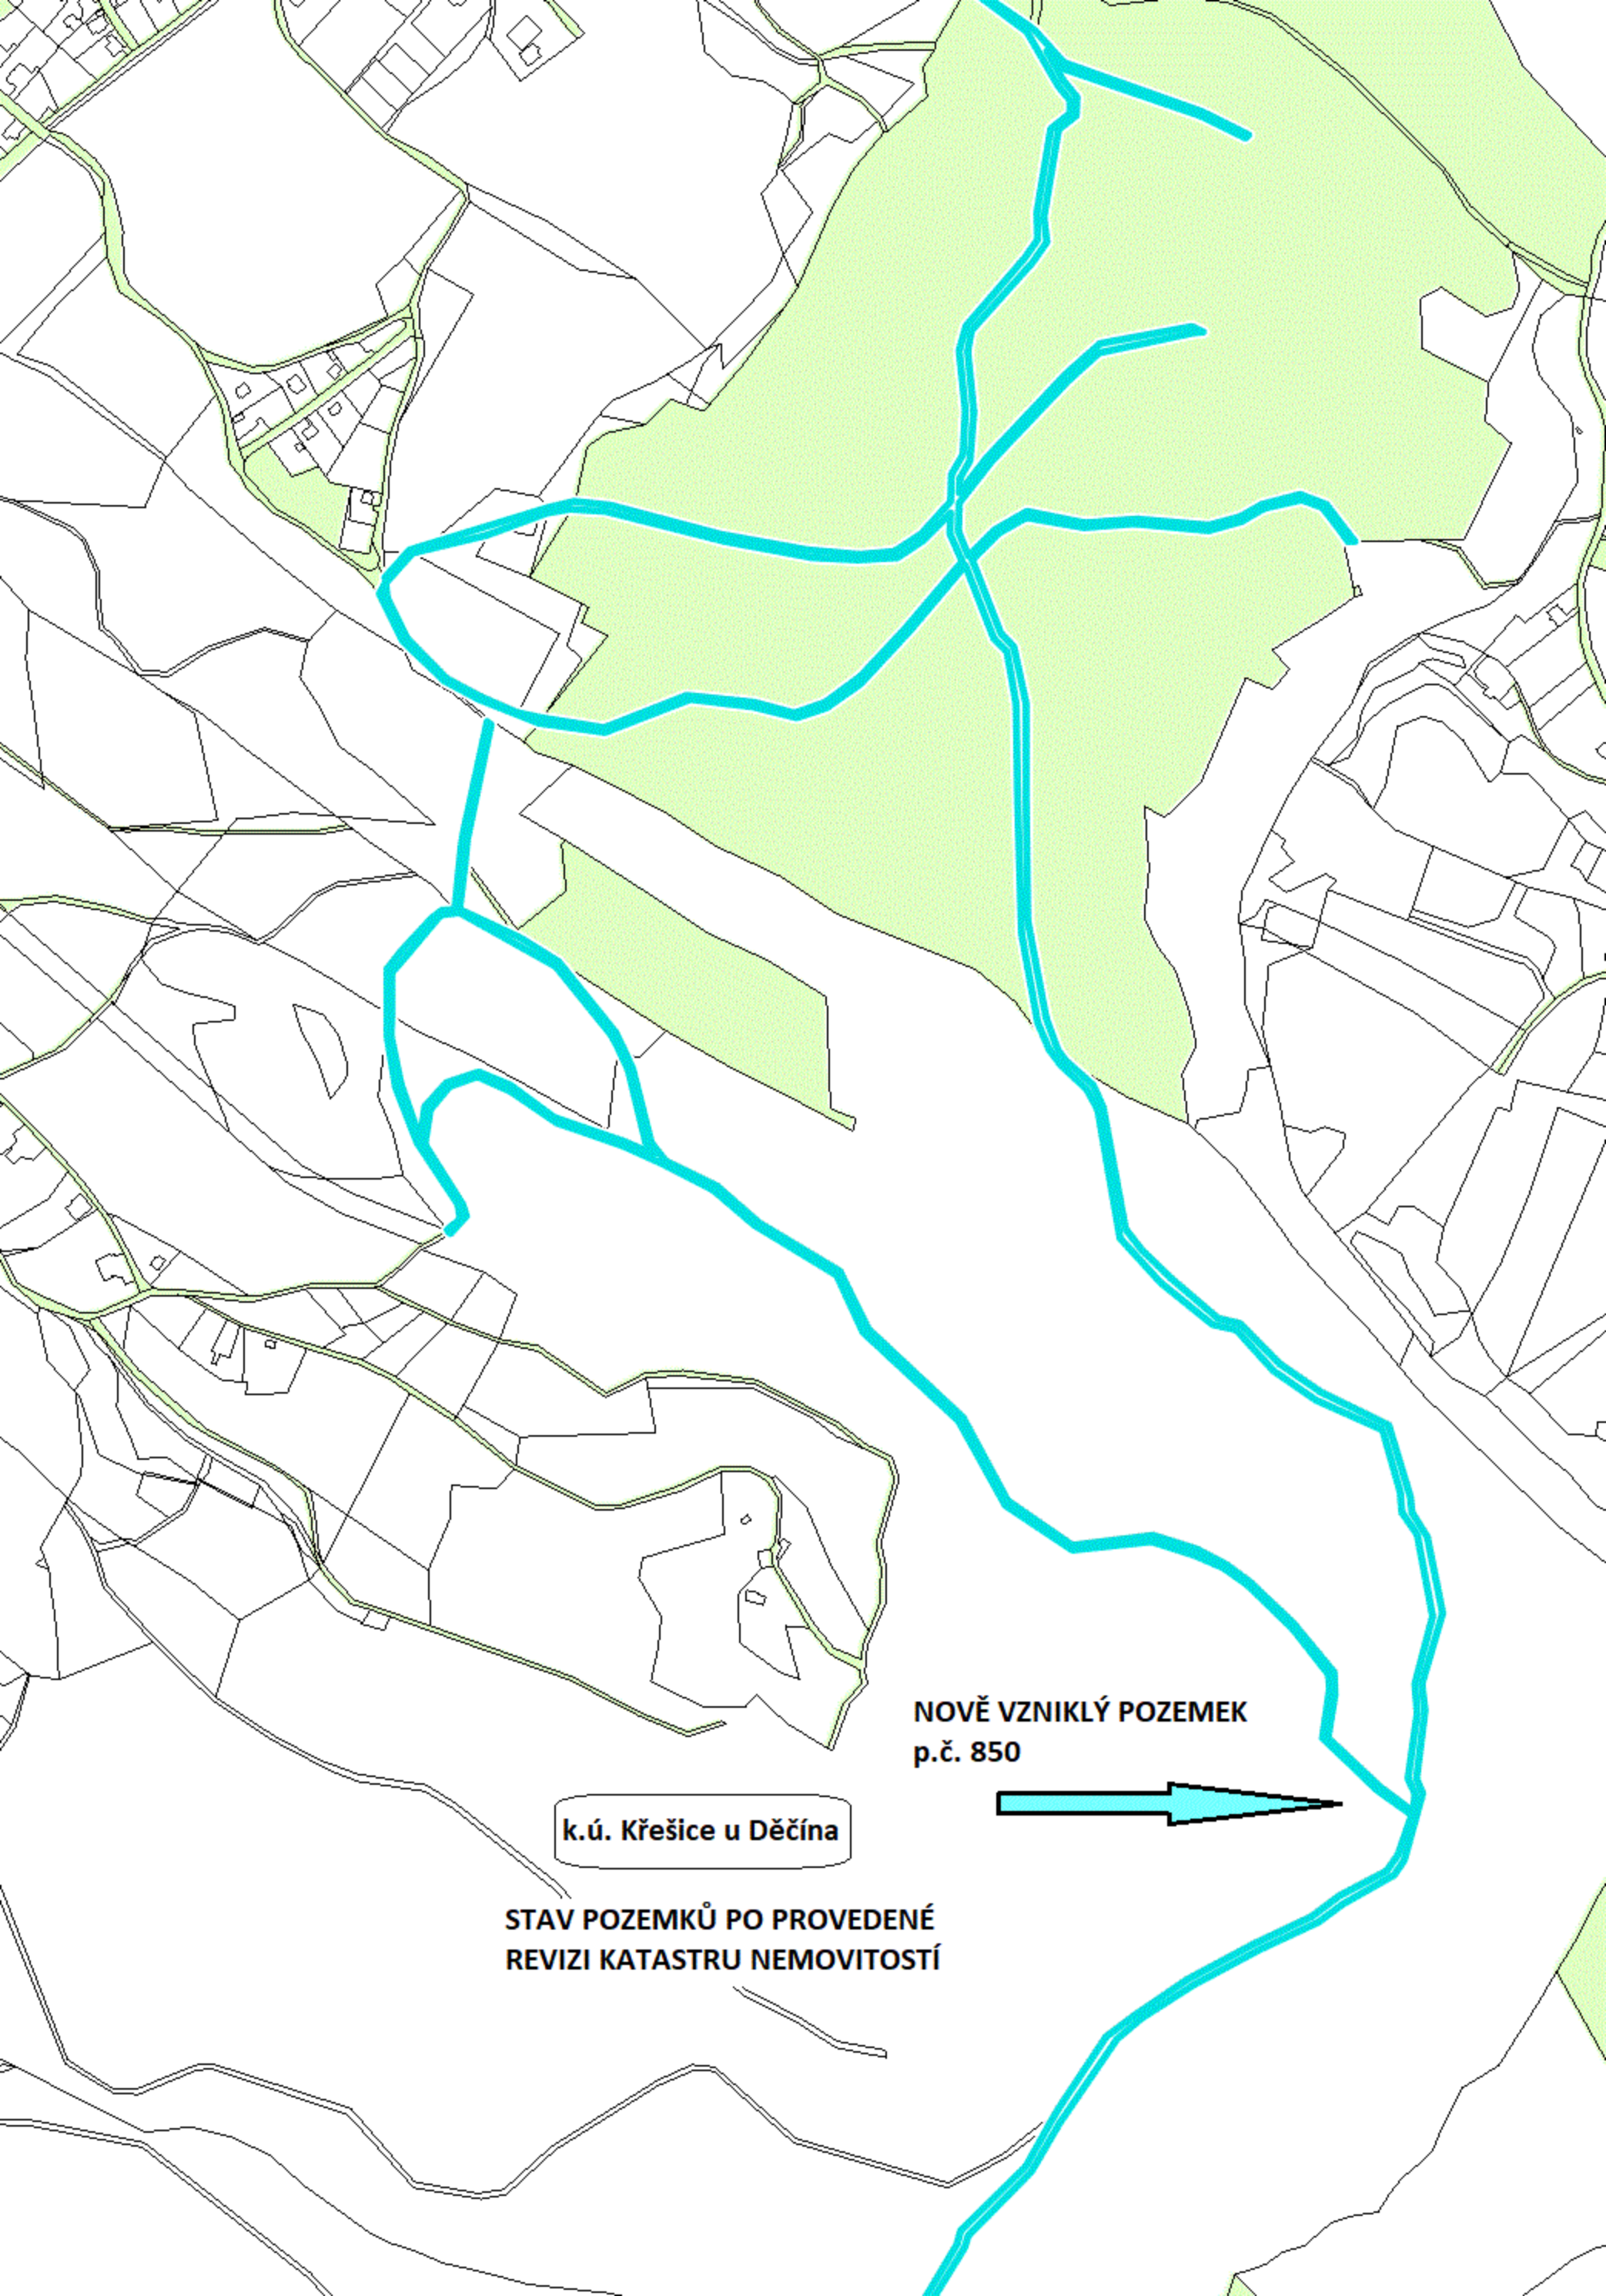 NOVĚ VZNIKLÝ POZEMEK
p.č. 850
k.ú. Křešice u Děčína
STAV POZEMKŮ PO PROVEDENÉ
REVIZI KATASTRU NEMOVITOSTÍ